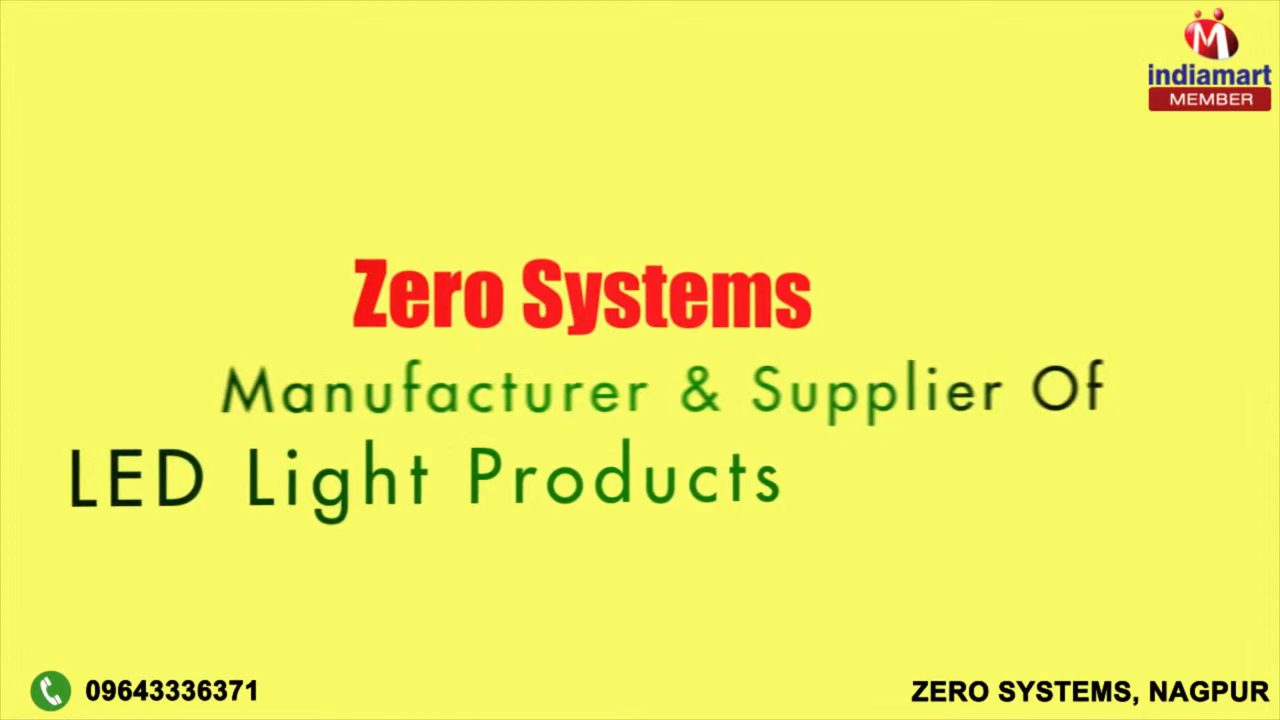 indiamart
MEMBER
Zero Systems
Manufacturer & Supplier Of
LED Light Products
09643336371
ZERO SYSTEMS, NAGPUR